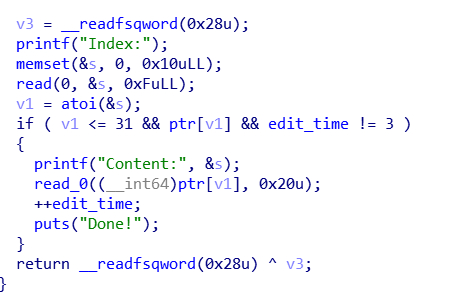 v3 = __readfsqword(0x28u);
printf("Index:");
memset(&s, 0, 0x10uLL);
read(0, &s, 0xFuLL);
v1 = atoi(&s);
if ( v1 <= 31 && ptr[v1] && edit_time != 3 )
{
printf("Content:", &s);
read_0((__int64)ptr[v1], 0x20u);
++edit_time;
puts("Done!");
}
return __readfsqword(0x28u) ^ v3;
}